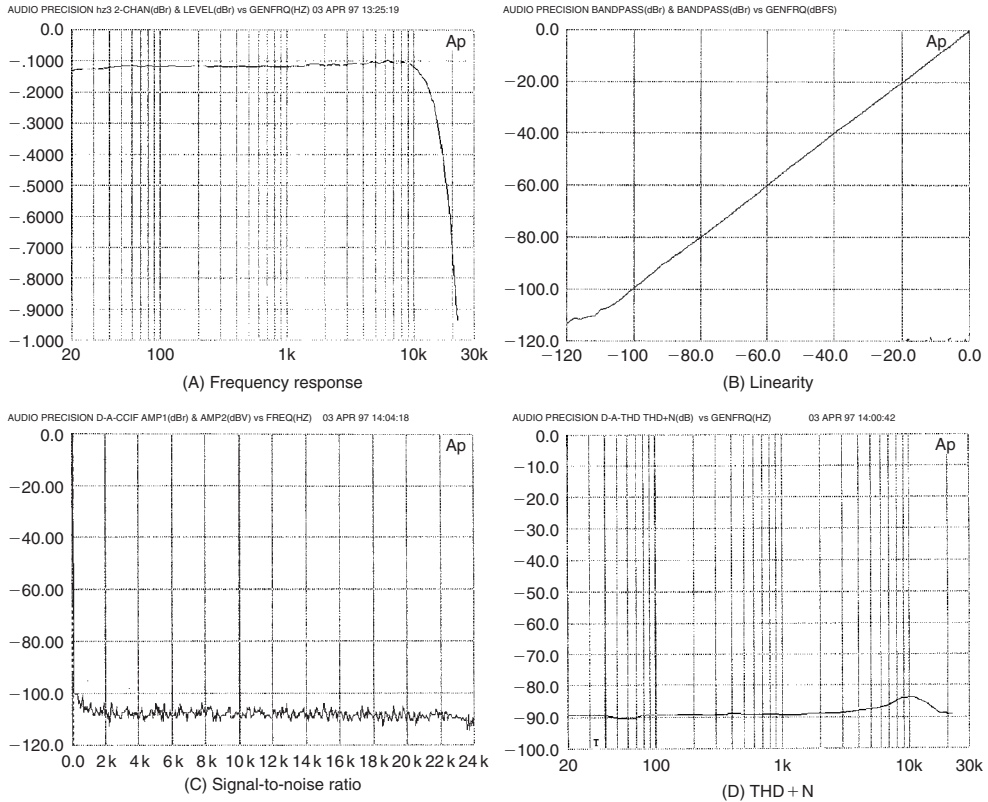 AUDIO PRECISION hz3 2-CHAN(dBr) & LEVEL(dBr) vs GENFRQ(HZ) 03 APR 97 13:25:19
0.0
Ap
−.1000
−.2000
−.3000
−.4000
−.5000
−.6000
−.7000
−.8000
−.9000
−1.000
20 100 1k 10k 30k
(A) Frequency response
AUDIO PRECISION BANDPASS(dBr) & BANDPASS(dBr) vs GENFRQ(dBFS)
0.0
Ap
−20.00
−40.00
−60.00
−80.00
−100.0
−120.0
−120 −100 −80.0 −60.0 −40.0 −20.0 0.0
(B) Linearity
AUDIO PRECISION D-A-CCIF AMP1(dBr) & AMP2(dBV) vs FREQ(HZ) 03 APR 97 14:04:18
0.0
Ap
−20.00
−40.00
−60.00
−80.00
−100.0
−120.0
0.0 2 k 4 k 6 k 8 k 10 k 12 k 14 k 16 k 18 k 20 k 22 k 24 k
(C) Signal-to-noise ratio
AUDIO PRECISION D-A-THD THD+N(dB) vs GENFRQ(HZ) 03 APR 97 14:00:42
0.0
Ap
−10.0
−20.0
−30.0
−40.0
−50.0
−60.0
−70.0
−80.0
−90.0
−100.0
T
20 100 1k 10k 30k
(D) THD + N